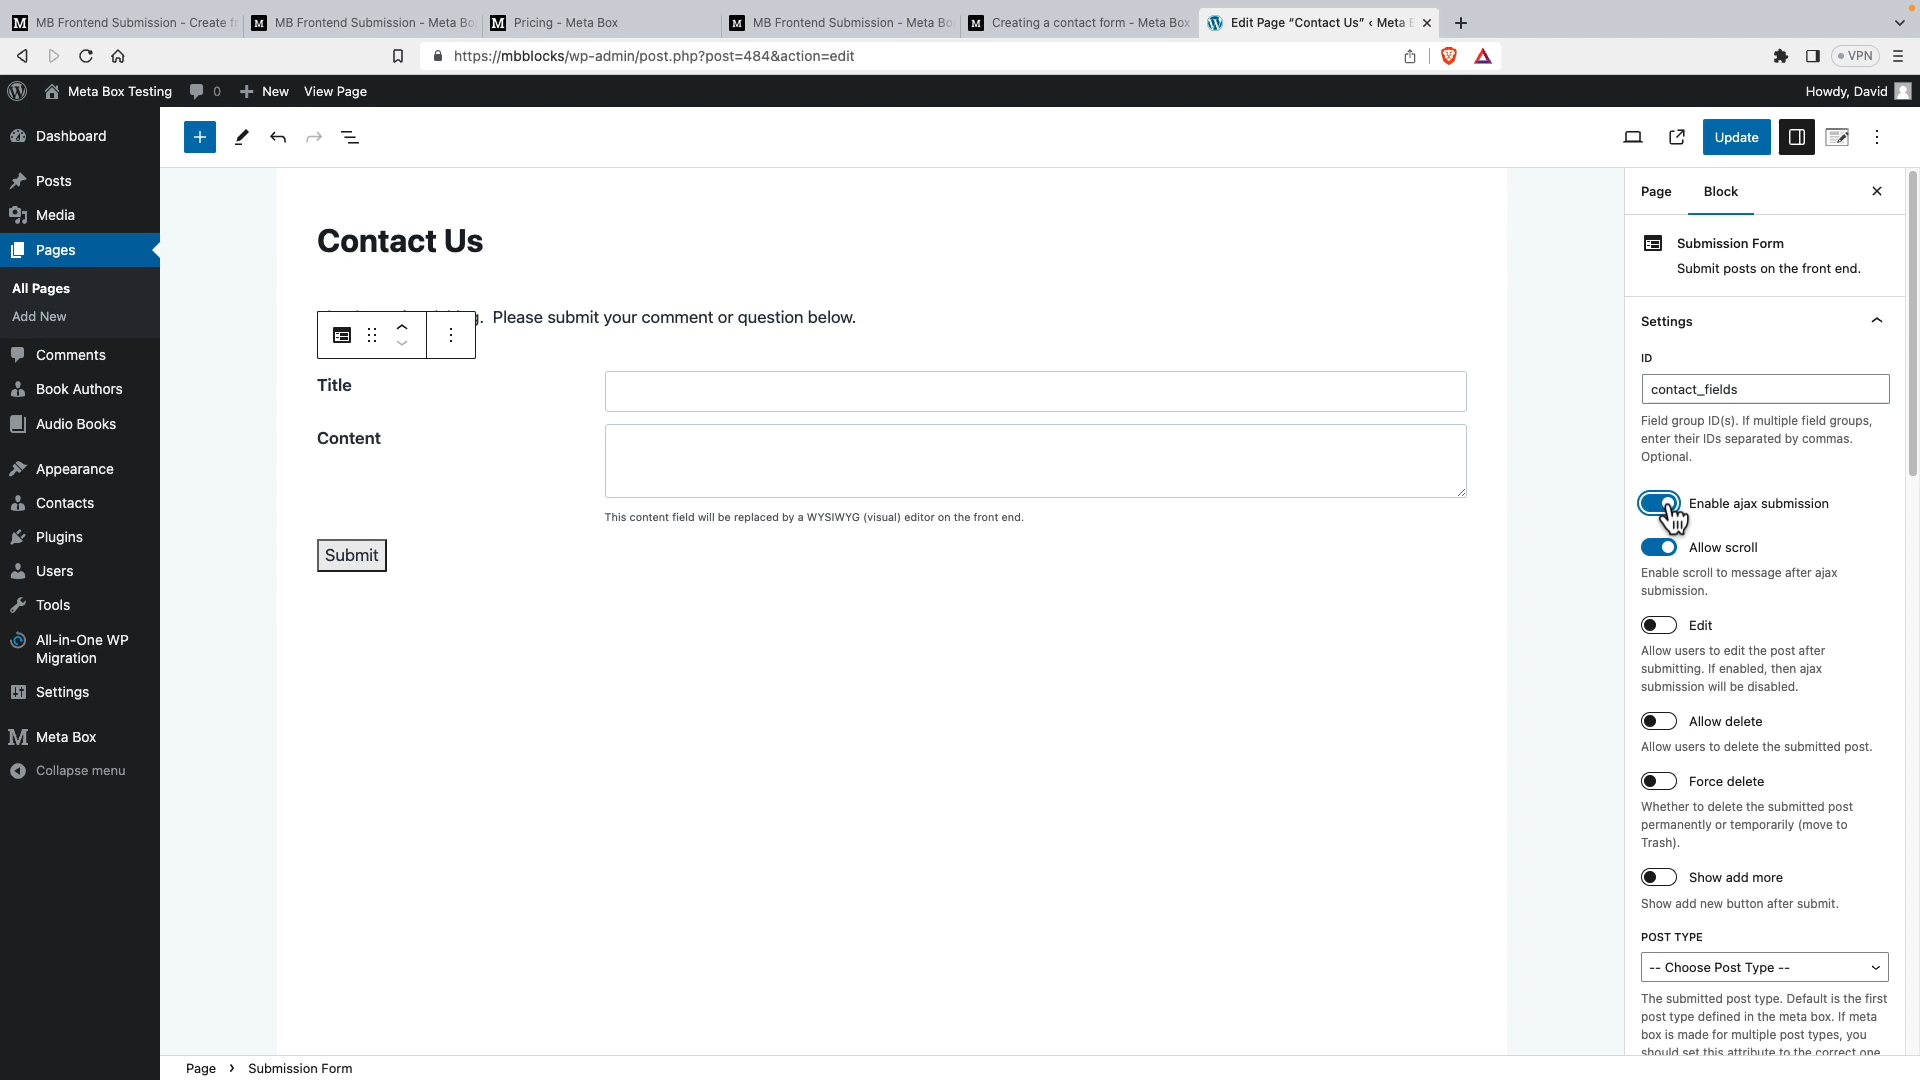 MB Frontend Submission - Create fr
MB Frontend Submission - Meta Bo
Pricing - Meta Box
MB Frontend Submission - Meta Bo
Creating a contact form - Meta Box
Edit Page “Contact Us” ‹ Meta B
https://mbblocks/wp-admin/post.php?post=484&action=edit
VPN
Meta Box Testing
0
New
View Page
Howdy, David
Dashboard
Posts
Media
Pages
All Pages
Add New
Comments
Book Authors
Audio Books
Appearance
Contacts
Plugins
Users
Tools
All-in-One WP
Migration
Settings
Meta Box
Collapse menu
Update
Contact Us
Please submit your comment or question below.
Title
Content
This content field will be replaced by a WYSIWYG (visual) editor on the front end.
Submit
Page
Block
Submission Form
Submit posts on the front end.
Settings
ID
contact_fields
Field group ID(s). If multiple field groups,
enter their IDs separated by commas.
Optional.
Enable ajax submission
Allow scroll
Enable scroll to message after ajax
submission.
Edit
Allow users to edit the post after
submitting. If enabled, then ajax
submission will be disabled.
Allow delete
Allow users to delete the submitted post.
Force delete
Whether to delete the submitted post
permanently or temporarily (move to
Trash).
Show add more
Show add new button after submit.
POST TYPE
-- Choose Post Type --
The submitted post type. Default is the first
post type defined in the meta box. If meta
box is made for multiple post types, you
should set this attribute to the correct one.
Page › Submission Form